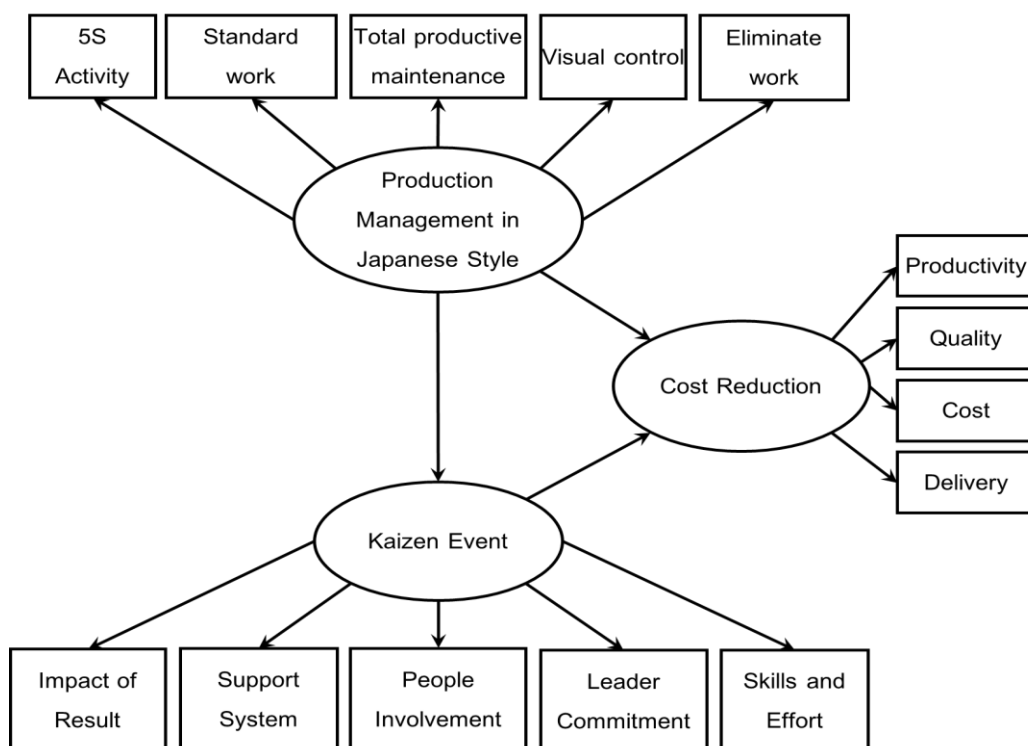 5S
Activity
Standard
work
Total productive
maintenance
Visual control
Eliminate
work
Production
Management in
Japanese Style
Productivity
Quality
Cost Reduction
Cost
Delivery
Kaizen Event
Impact of
Result
Support
System
People
Involvement
Leader
Commitment
Skills and
Effort